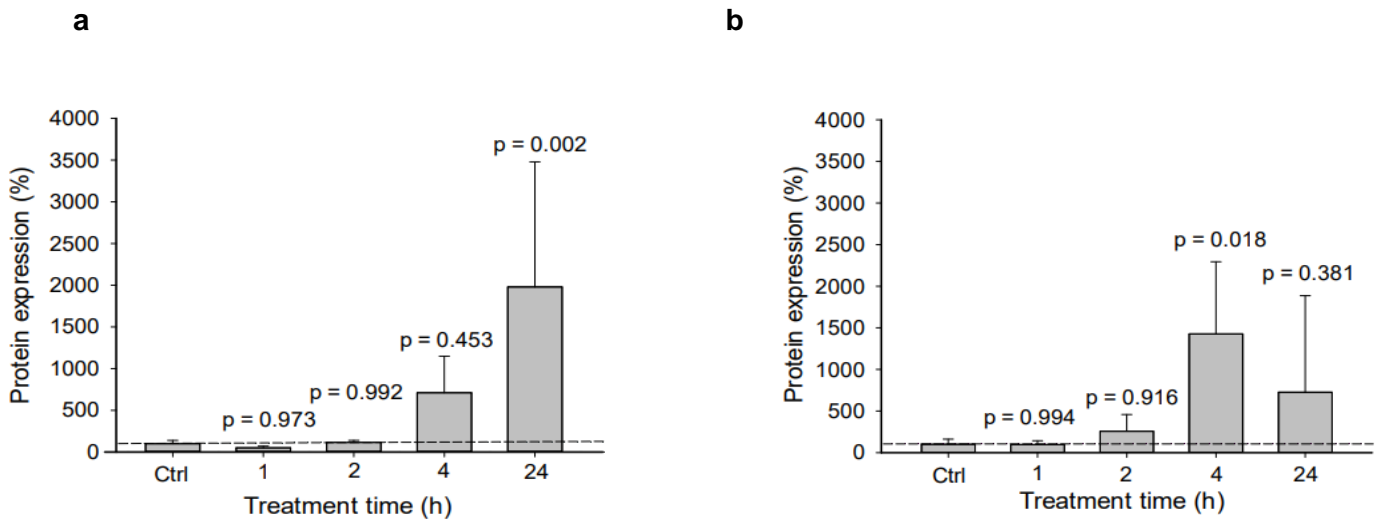 a
b
4000
3500
3000
2500
2000
1500
1000
500
0
Protein expression (%)
p = 0.973
p = 0.992
p = 0.453
p = 0.002
Ctrl
1
2
4
24
Treatment time (h)
4000
3500
3000
2500
2000
1500
1000
500
0
Protein expression (%)
p = 0.994
p = 0.916
p = 0.018
p = 0.381
Ctrl
1
2
4
24
Treatment time (h)